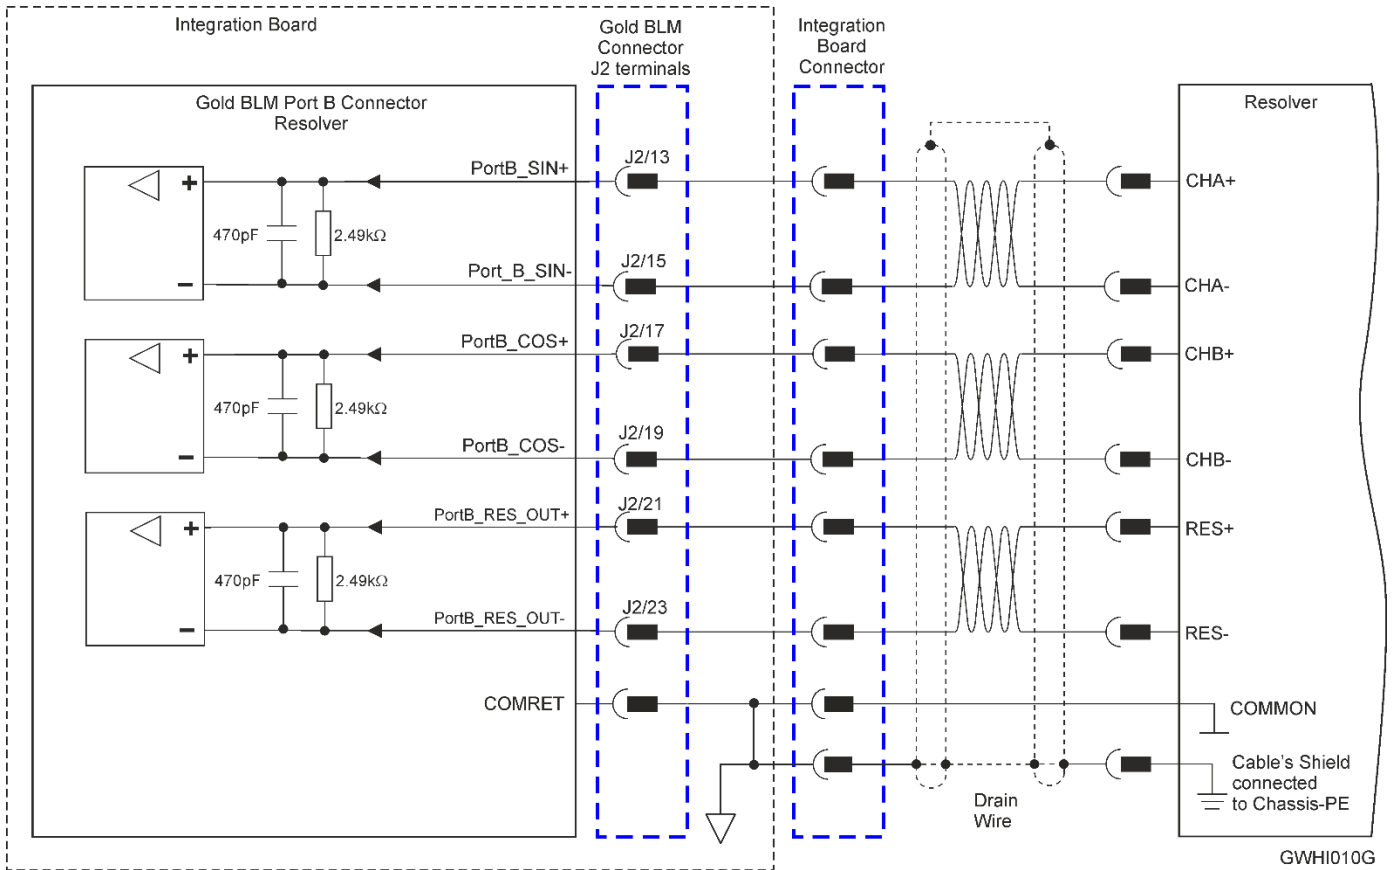 Integration Board
Gold BLM
Connector
J2 terminals
Integration
Board
Connector
Gold BLM Port B Connector
Resolver
Resolver
PortB_SIN+
J2/13
CHA+
+
470pF
2.49kΩ
Port_B_SIN-
J2/15
CHA-
-
PortB_COS+
J2/17
CHB+
+
470pF
2.49kΩ
PortB_COS-
J2/19
CHB-
-
PortB_RES_OUT+
J2/21
RES+
+
470pF
2.49kΩ
PortB_RES_OUT-
J2/23
RES-
-
COMRET
COMMON
Cable's Shield
connected
to Chassis-PE
Drain
Wire
GWHI010G